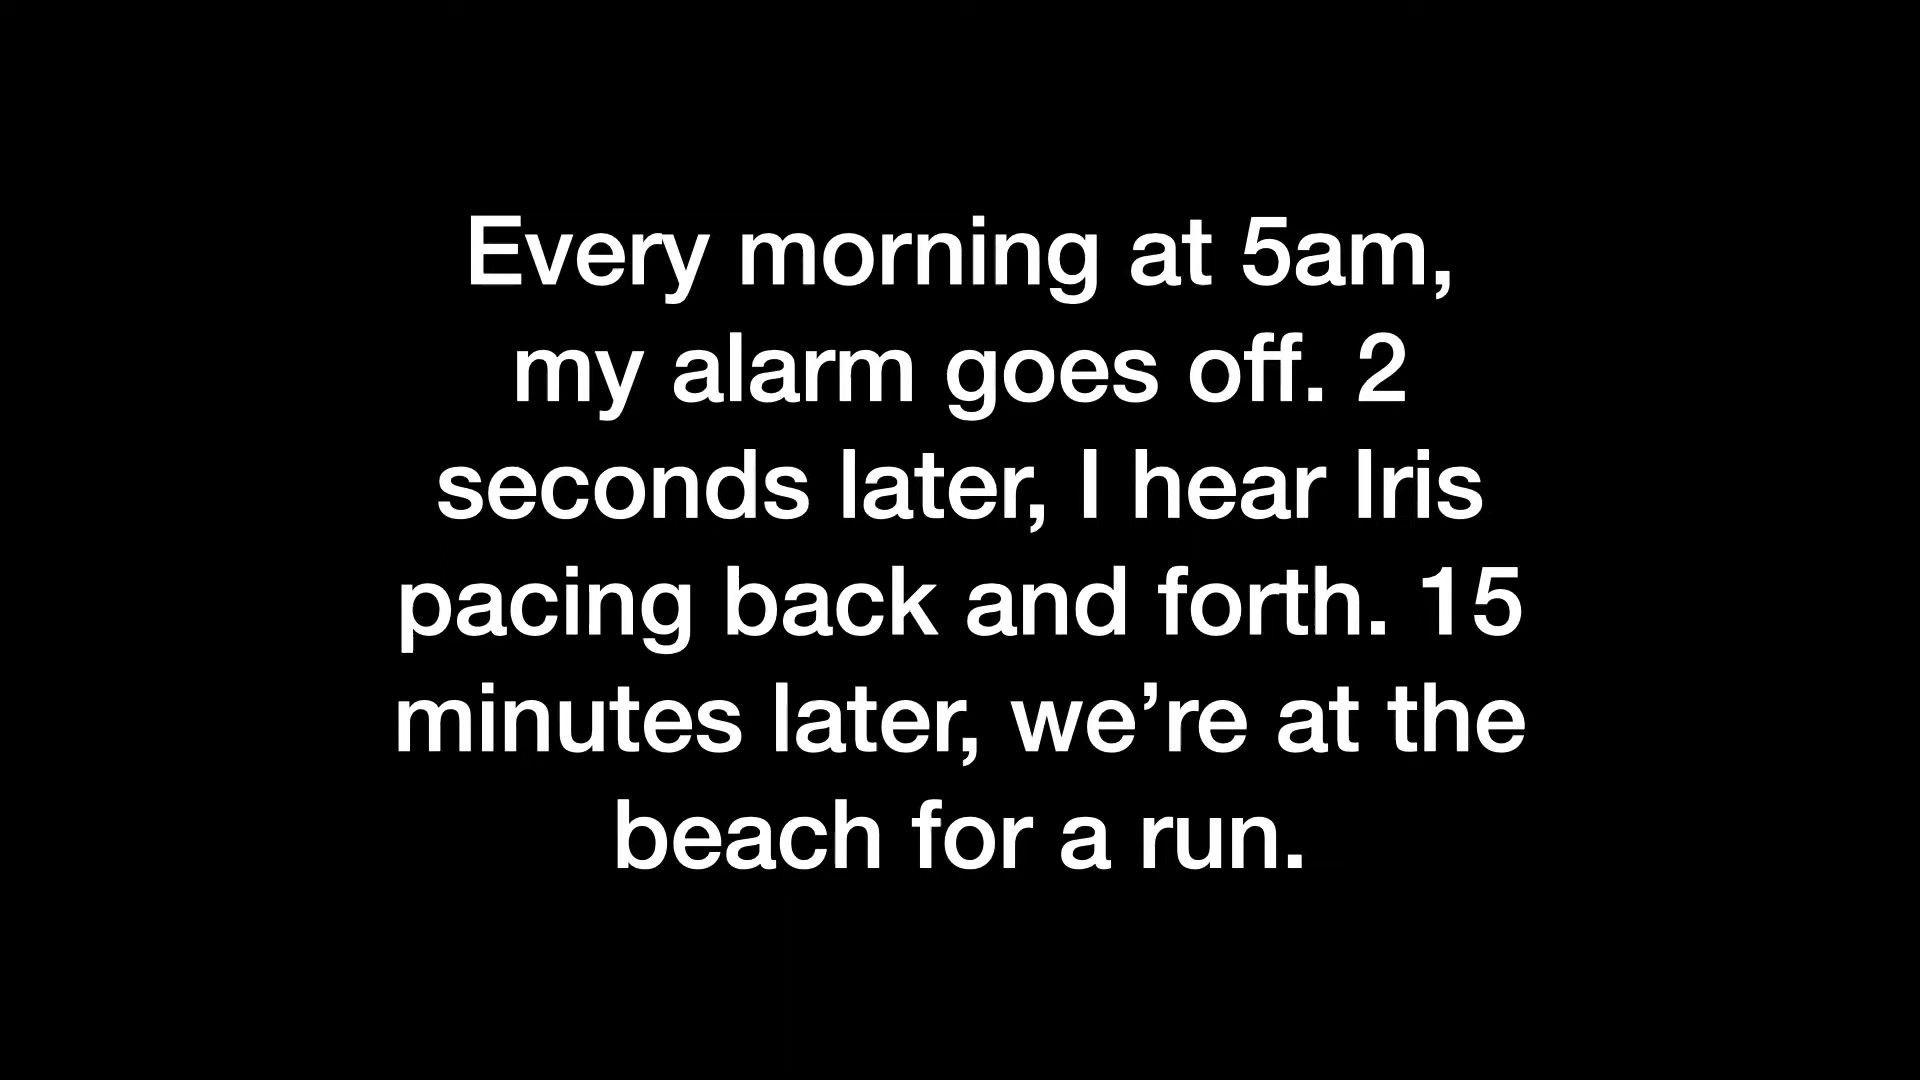 Every morning at 5am,
my alarm goes off. 2
seconds later, I hear Iris
pacing back and forth. 15
minutes later, we’re at the
beach for a run.